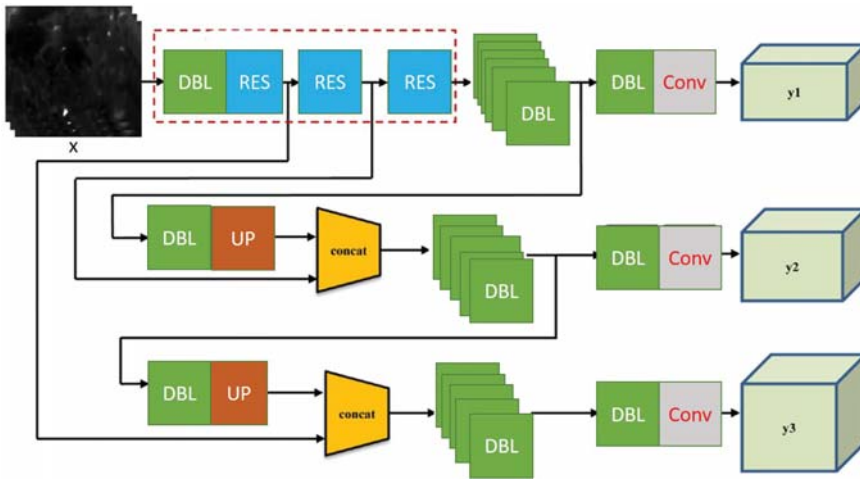 DBL RES RES RES DBL DBL Conv y1
X
DBL UP concat DBL DBL Conv y2
DBL UP concat DBL DBL Conv y3